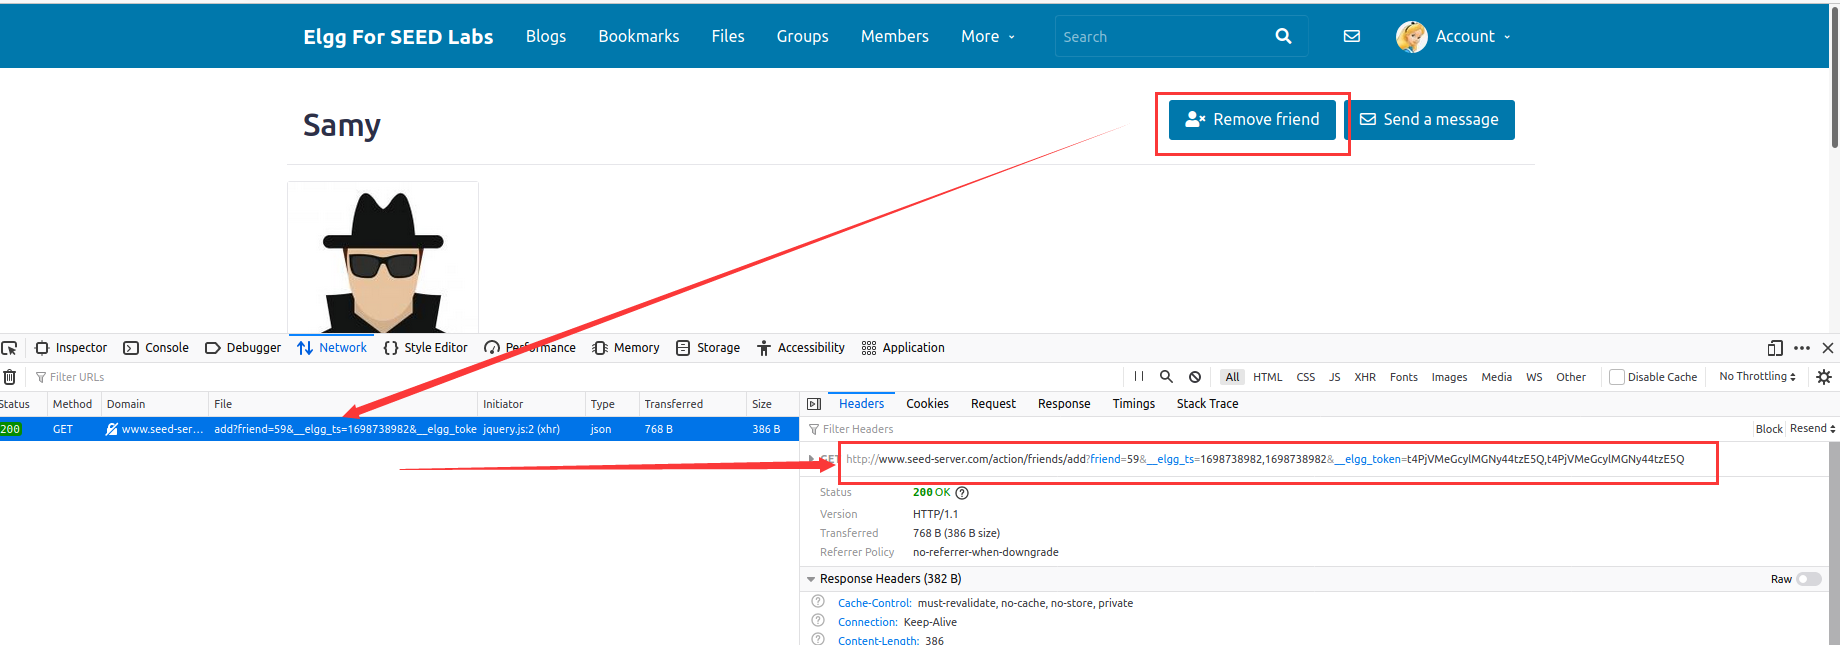 Elgg For SEED Labs Blogs Bookmarks Files Groups Members More Search Account
Samy
Remove friend Send a message
Inspector Console Debugger Network Style Editor Performance Memory Storage Accessibility Application
Filter URLs All HTML CSS JS XHR Fonts Images Media WS Other Disable Cache No Throttling
Status Method Domain File Initiator Type Transferred Size Headers Cookies Request Response Timings Stack Trace
200 GET www.seed-ser... add?friend=59&__elgg_ts=1698738982&__elgg_toke jquery.js:2 (xhr) json 768 B 386 B Filter Headers Block Resend
GET http://www.seed-server.com/action/friends/add?friend=59&__elgg_ts=1698738982,1698738982&__elgg_token=t4PjVMeGcylMGNy44tzE5Q,t4PjVMeGcylMGNy44tzE5Q
Status 200 OK
Version HTTP/1.1
Transferred 768 B (386 B size)
Referrer Policy no-referrer-when-downgrade
Response Headers (382 B) Raw
Cache-Control: must-revalidate, no-cache, no-store, private
Connection: Keep-Alive
Content-Length: 386